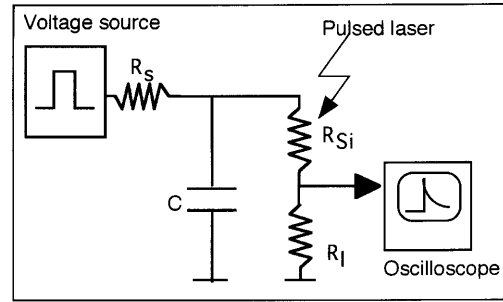 Voltage source
Pulsed laser
Rs
RSi
C
Rl
Oscilloscope